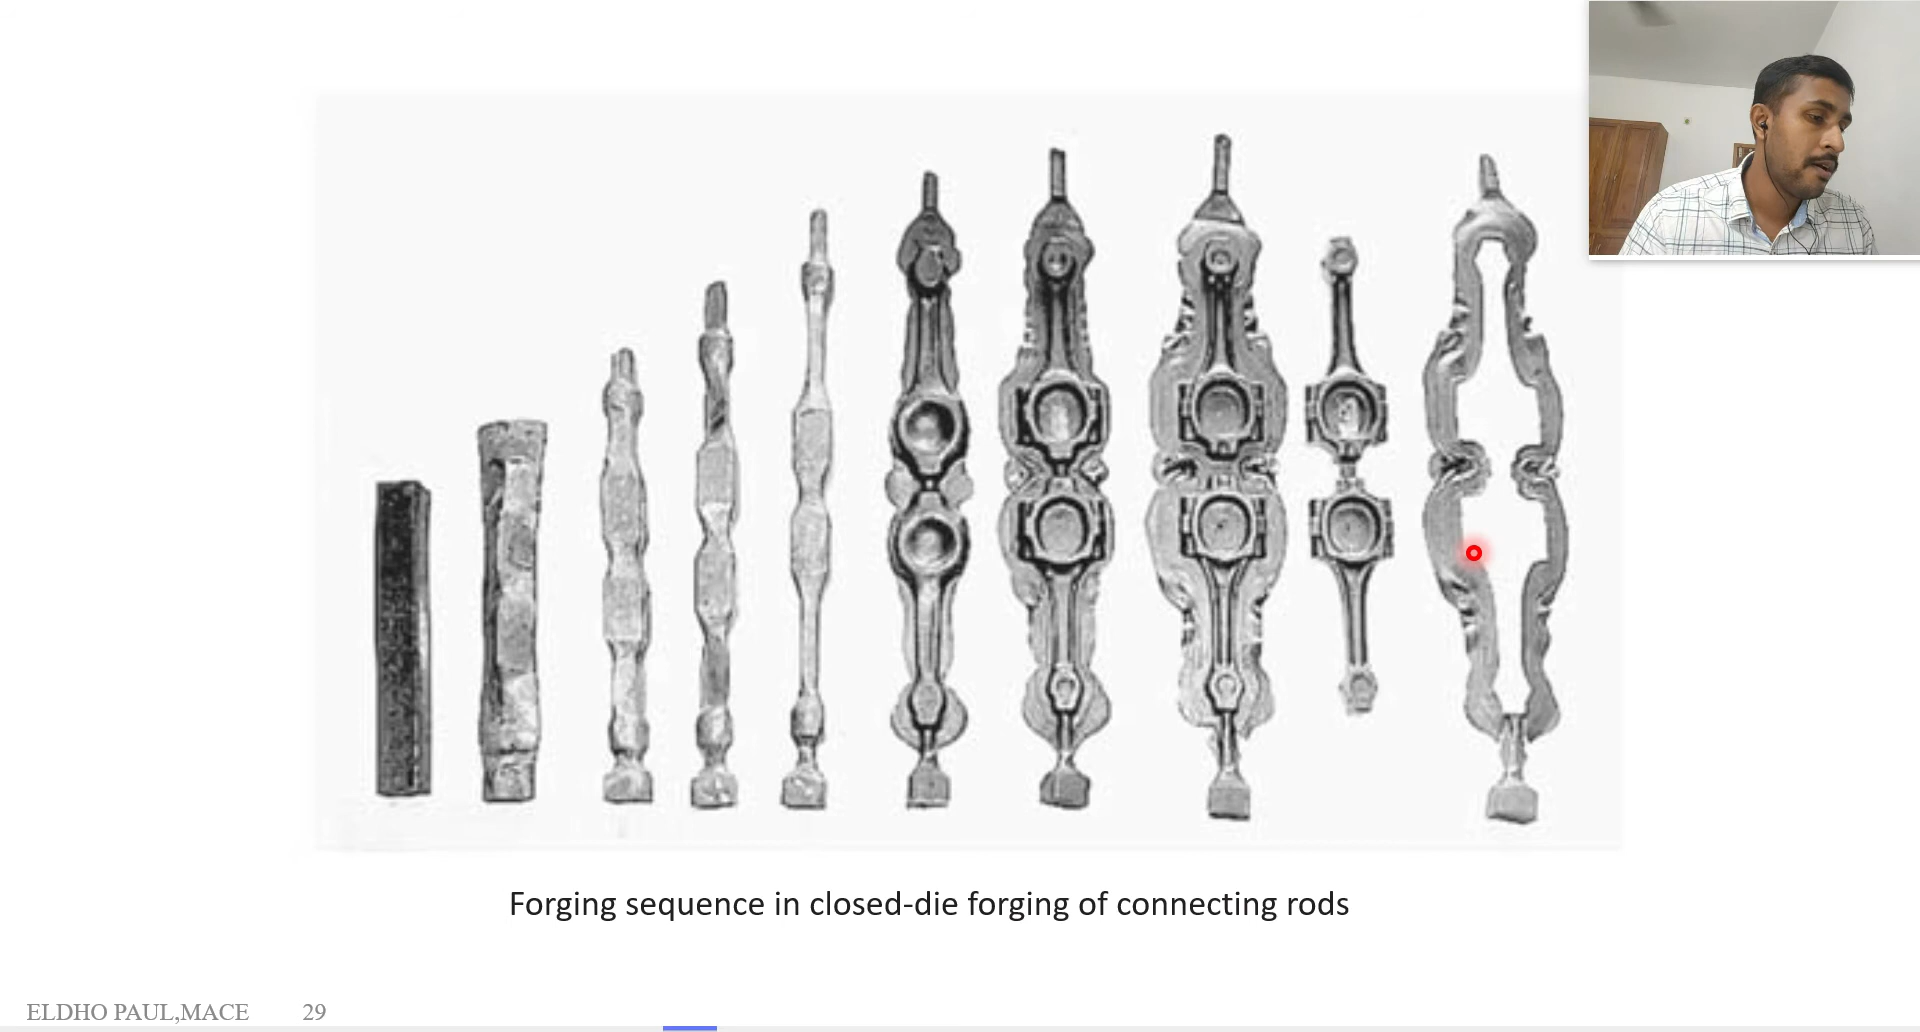 Forging sequence in closed-die forging of connecting rods
ELDHO PAUL,MACE 29